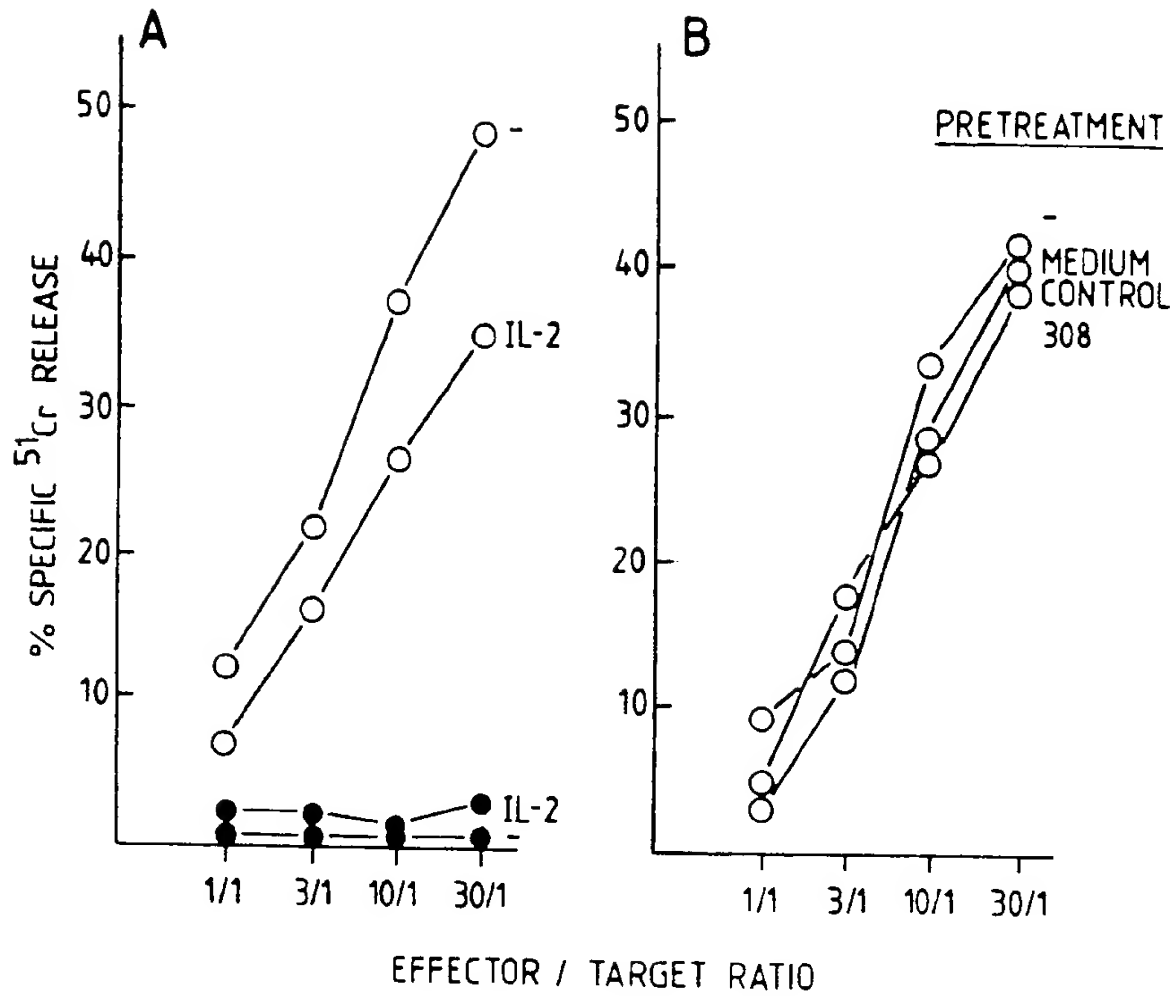 A
50
40
30
20
10
% SPECIFIC ⁵¹Cr RELEASE
-
IL-2
IL-2
-
1/1 3/1 10/1 30/1
B
50
40
30
20
10
PRETREATMENT
-
MEDIUM
CONTROL
308
1/1 3/1 10/1 30/1
EFFECTOR / TARGET RATIO